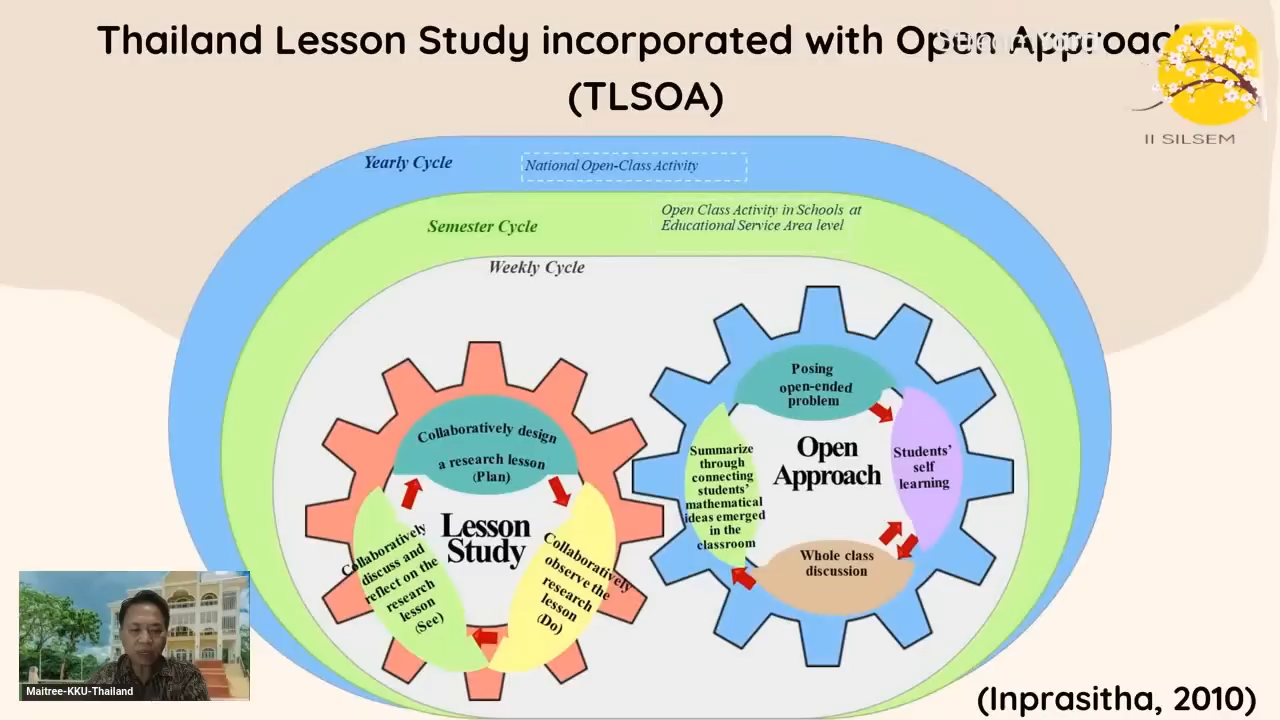 Thailand Lesson Study incorporated with Open Approach
(TLSOA)
II SILSEM
Yearly Cycle
National Open-Class Activity
Semester Cycle
Open Class Activity in Schools at
Educational Service Area level
Weekly Cycle
Collaboratively design
a research lesson
(Plan)
Lesson
Study
Collaboratively
observe the
research
lesson
(Do)
Collaboratively
discuss and
reflect on the
research
lesson
(See)
Posing
open-ended
problem
Open
Approach
Students'
self
learning
Whole class
discussion
Summarize
through
connecting
students'
mathematical
ideas emerged
in the
classroom
Maitree-KKU-Thailand
(Inprasitha, 2010)